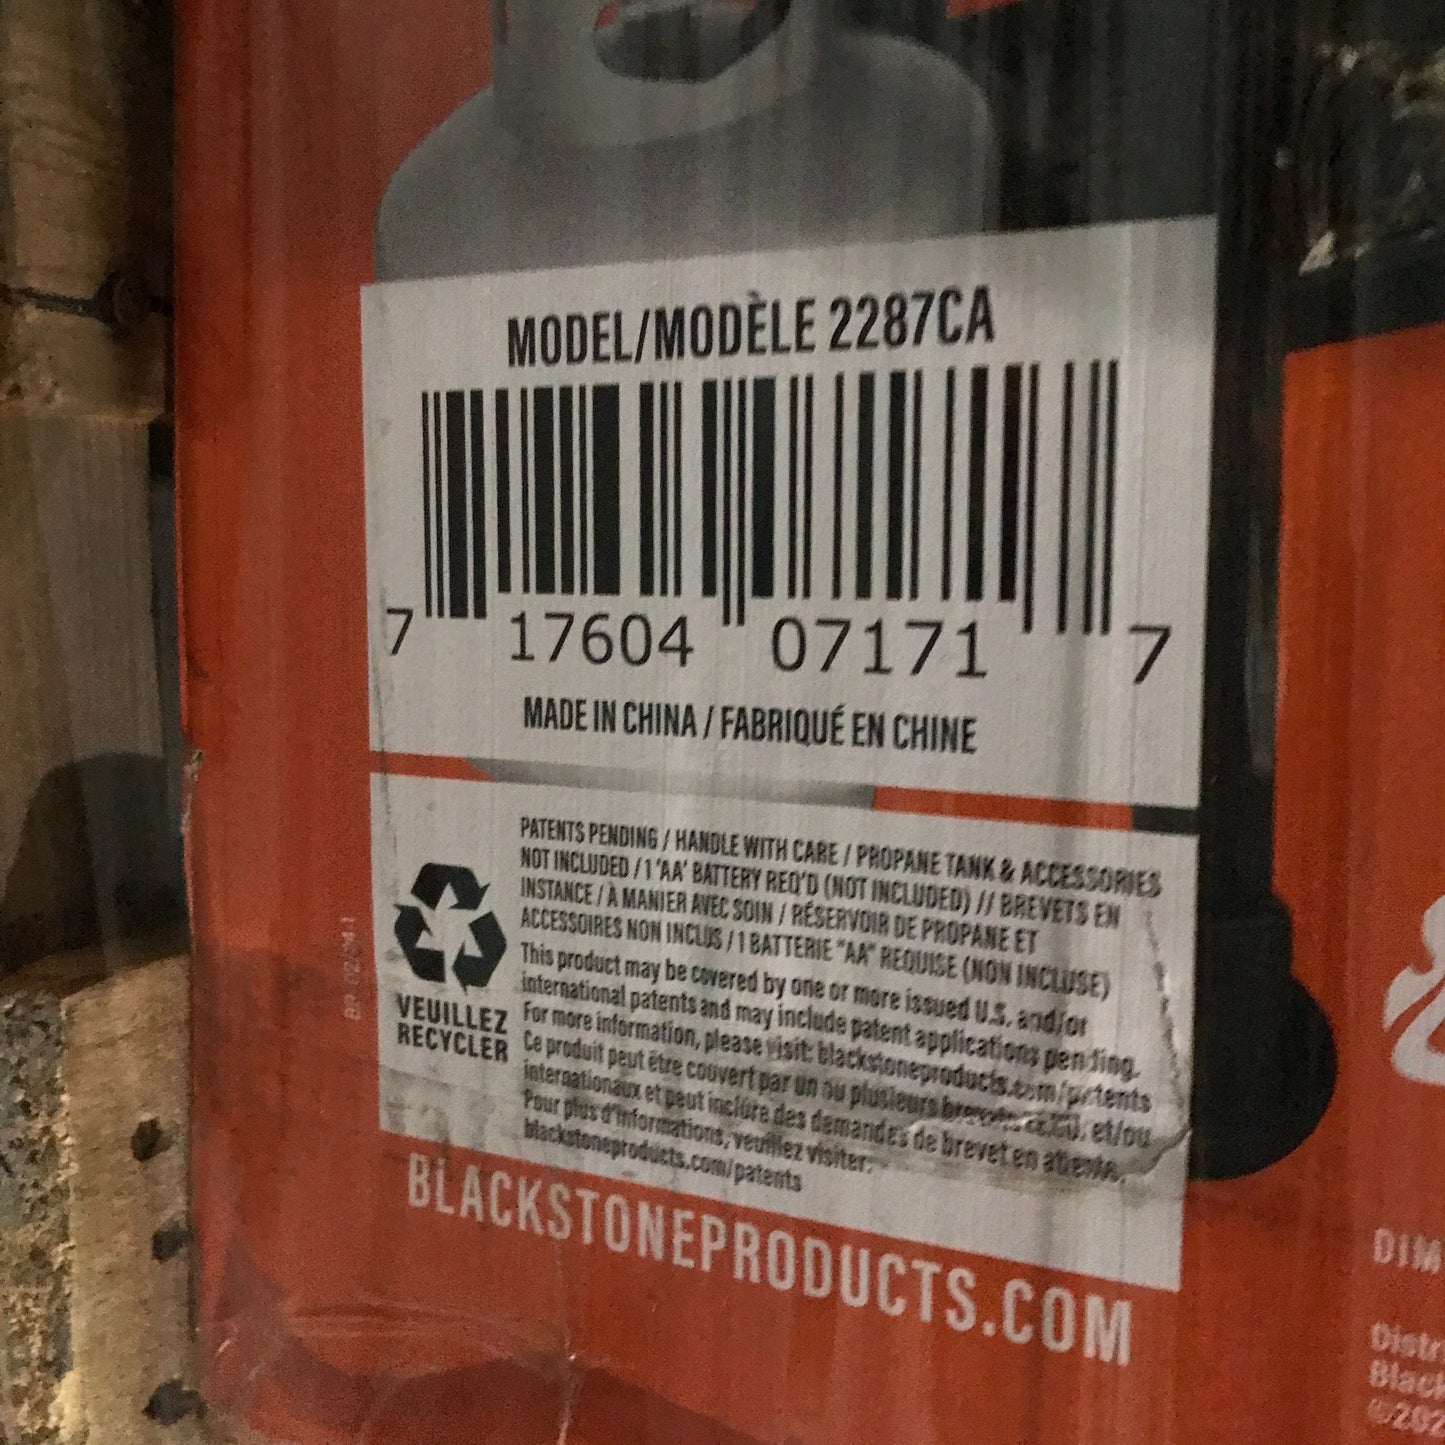 MODEL/MODÈLE 2287CA
7 17604 07171 7
MADE IN CHINA / FABRIQUÉ EN CHINE
PATENTS PENDING / HANDLE WITH CARE / PROPANE TANK & ACCESSORIES
NOT INCLUDED / 1 'AA' BATTERY REQ'D (NOT INCLUDED) // BREVETS EN
INSTANCE / À MANIER AVEC SOIN / RÉSERVOIR DE PROPANE ET
ACCESSOIRES NON INCLUS / 1 BATTERIE "AA" REQUISE (NON INCLUSE)
This product may be covered by one or more issued U.S. and/or
international patents and may include patent applications pending.
For more information, please visit: blackstoneproducts.com/patents
Ce produit peut être couvert par un ou plusieurs et/ou
internationaux et peut inclure des demandes de brevet en attente.
Pour plus d'informations, veuillez visiter:
blackstoneproducts.com/patents
VEUILLEZ
RECYCLER
BLACKSTONEPRODUCTS.COM
DIM
Distr
Black